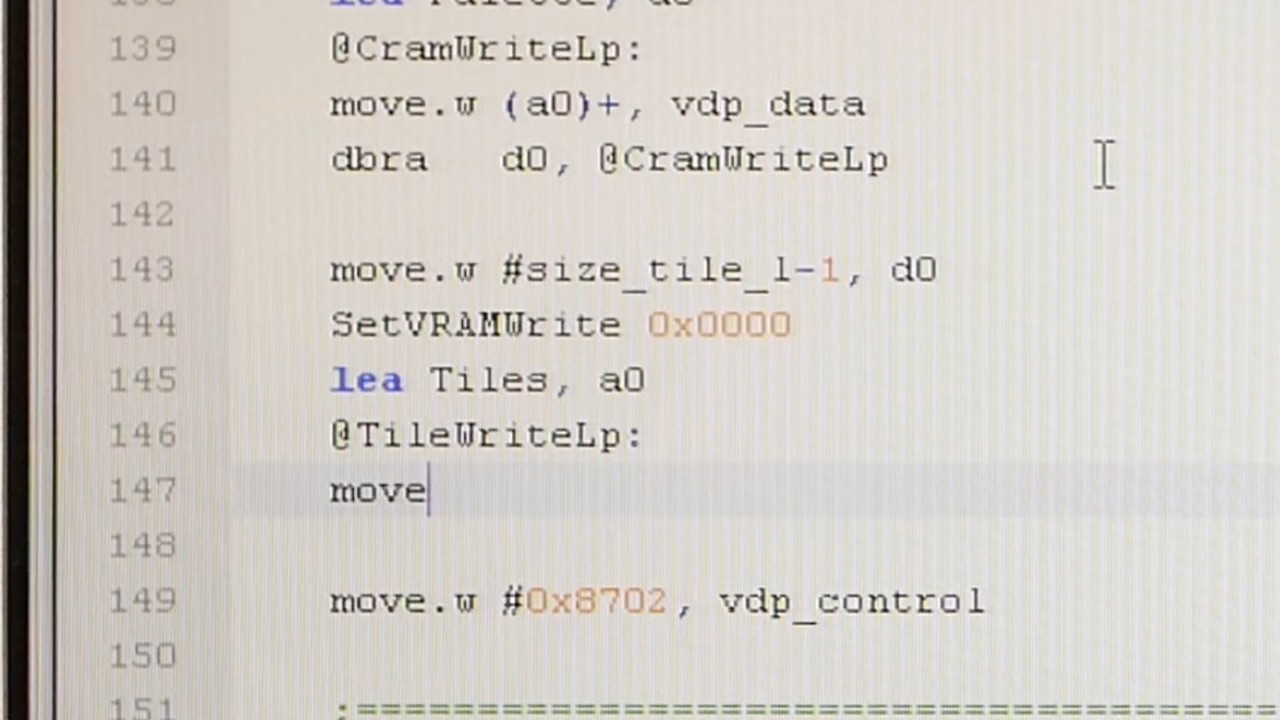 139 @CramWriteLp:
140 move.w (a0)+, vdp_data
141 dbra   d0, @CramWriteLp
142
143 move.w #size_tile_l-1, d0
144 SetVRAMWrite 0x0000
145 lea Tiles, a0
146 @TileWriteLp:
147 move
148
149 move.w #0x8702, vdp_control
150
151 ;======================================